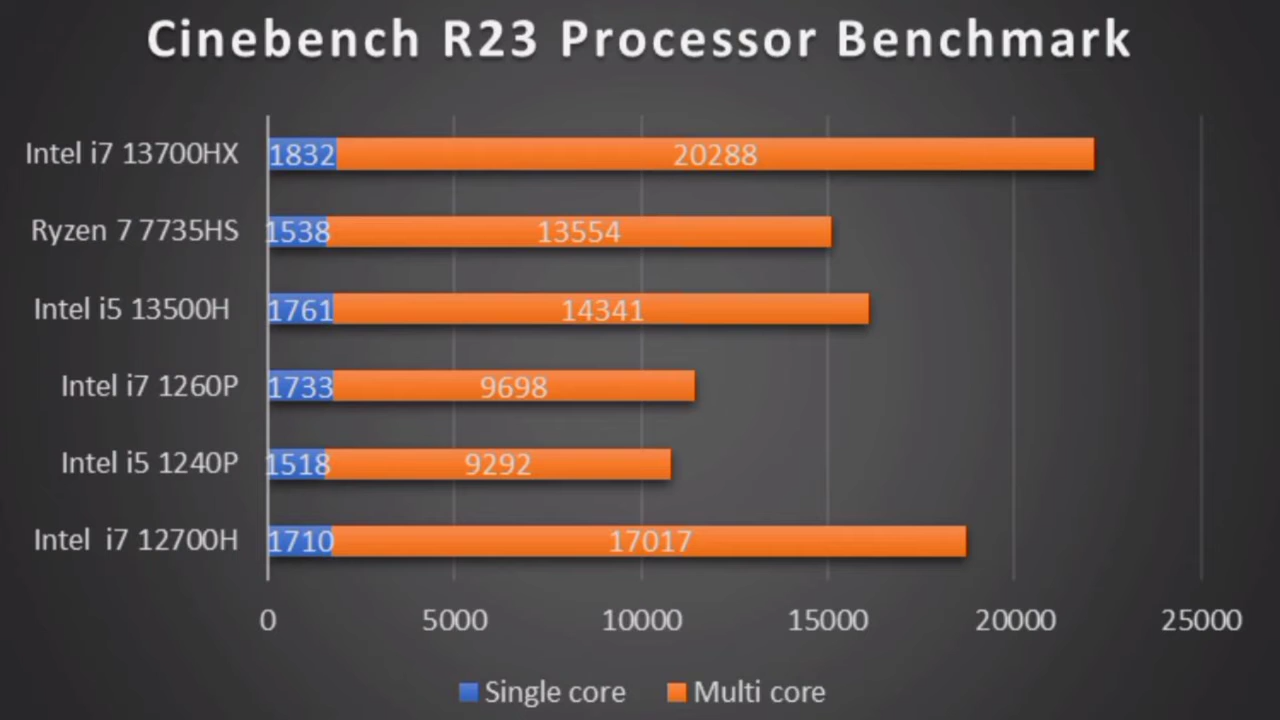 Cinebench R23 Processor Benchmark
Intel i7 13700HX 1832 20288
Ryzen 7 7735HS 1538 13554
Intel i5 13500H 1761 14341
Intel i7 1260P 1733 9698
Intel i5 1240P 1518 9292
Intel i7 12700H 1710 17017
0 5000 10000 15000 20000 25000
Single core Multi core